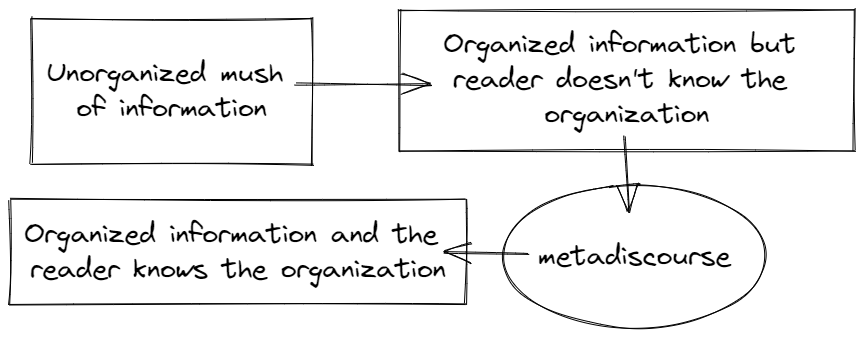 Unorganized mush
of information
Organized information but
reader doesn't know the
organization
metadiscourse
Organized information and the
reader knows the organization